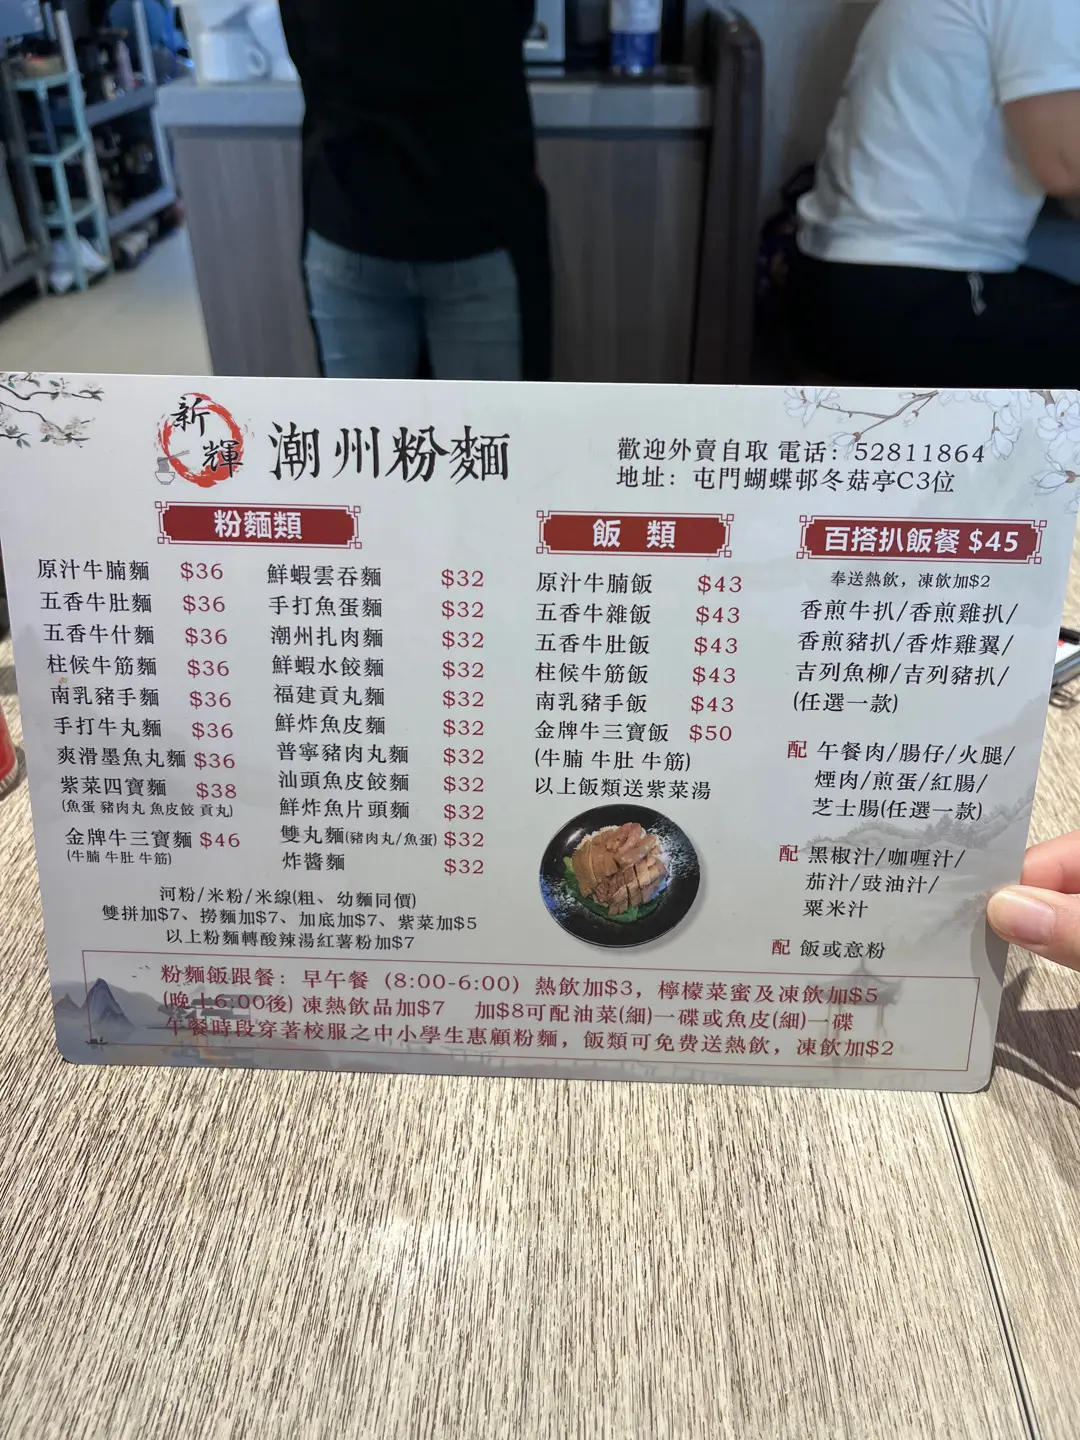 新輝
潮州粉麵
歡迎外賣自取 電话：52811864
地址：屯門蝴蝶邨冬菇亭C3位
粉麵類
原汁牛腩麵 $36
五香牛肚麵 $36
五香牛什麵 $36
柱候牛筋麵 $36
南乳豬手麵 $36
手打牛丸麵 $36
爽滑墨魚丸麵 $36
紫菜四寶麵 $38
(魚蛋 豬肉丸 魚皮餃 貢丸)
金牌牛三寶麵 $46
(牛腩 牛肚 牛筋)
鮮蝦雲吞麵 $32
手打魚蛋麵 $32
潮州扎肉麵 $32
鮮蝦水餃麵 $32
福建貢丸麵 $32
鮮炸魚皮麵 $32
普寧豬肉丸麵 $32
汕頭魚皮餃麵 $32
鮮炸魚片頭麵 $32
雙丸麵(豬肉丸/魚蛋) $32
炸醬麵 $32
河粉/米粉/米線(粗、幼麵同價)
雙拼加$7、撈麵加$7、加底加$7、紫菜加$5
以上粉麵轉酸辣湯紅薯粉加$7
飯 類
原汁牛腩飯 $43
五香牛雜飯 $43
五香牛肚飯 $43
柱候牛筋飯 $43
南乳豬手飯 $43
金牌牛三寶飯 $50
(牛腩 牛肚 牛筋)
以上飯類送紫菜湯
百搭扒飯餐 $45
奉送熱飲，凍飲加$2
香煎牛扒/香煎雞扒/
香煎豬扒/香炸雞翼/
吉列魚柳/吉列豬扒/
(任選一款)
配 午餐肉/腸仔/火腿/
煙肉/煎蛋/紅腸/
芝士腸(任選一款)
配 黑椒汁/咖喱汁/
茄汁/豉油汁/
粟米汁
配 飯或意粉
粉麵飯跟餐：早午餐 (8:00-6:00) 熱飲加$3，檸檬菜蜜及凍飲加$5
(晚上6:00後) 凍熱飲品加$7 加$8可配油菜(細)一碟或魚皮(細)一碟
午餐時段穿著校服之中小學生惠顧粉麵，飯類可免费送熱飲，凍飲加$2